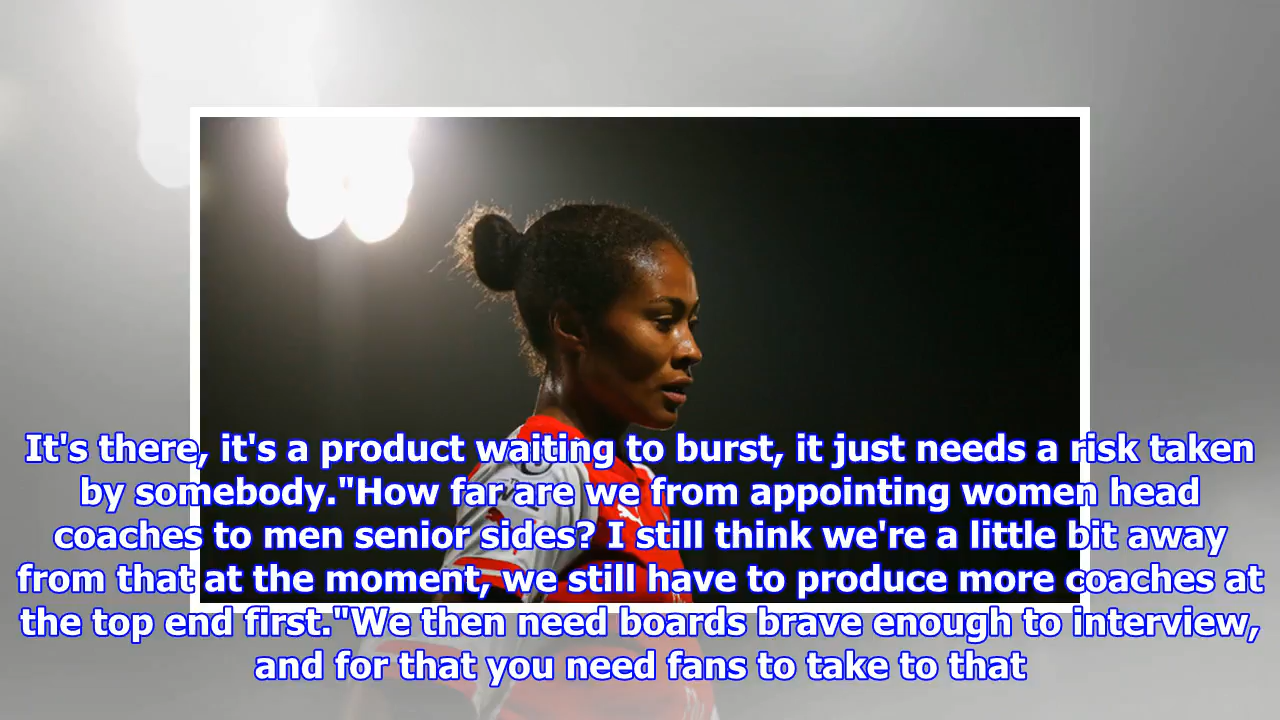 It's there, it's a product waiting to burst, it just needs a risk taken
by somebody."How far are we from appointing women head
coaches to men senior sides? I still think we're a little bit away
from that at the moment, we still have to produce more coaches at
the top end first."We then need boards brave enough to interview,
and for that you need fans to take to that